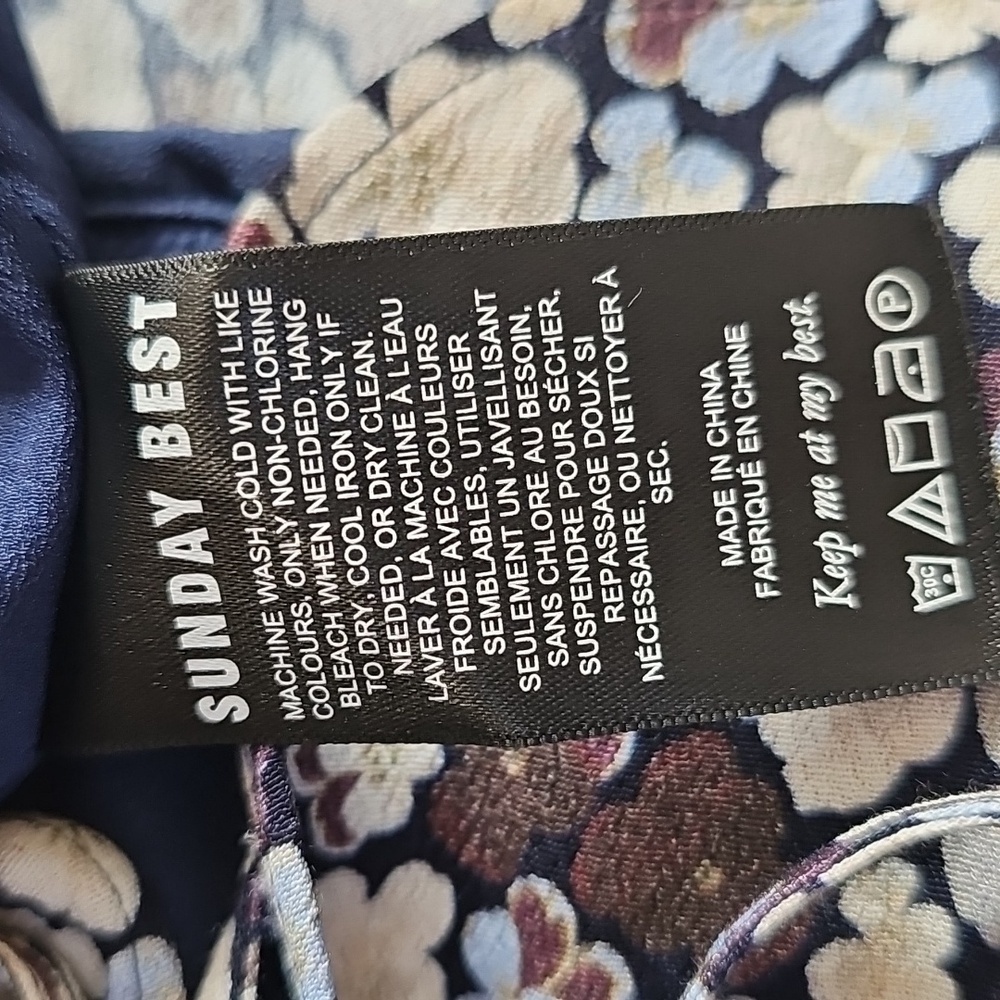 SUNDAY BEST
MACHINE WASH COLD WITH LIKE
COLOURS. ONLY NON-CHLORINE
BLEACH WHEN NEEDED, HANG
TO DRY. COOL IRON ONLY IF
NEEDED, OR DRY CLEAN.
LAVER À LA MACHINE À L'EAU
FROIDE AVEC COULEURS
SEMBLABLES, UTILISER
SEULEMENT UN JAVELLISANT
SANS CHLORE AU BESOIN,
SUSPENDRE POUR SÉCHER,
REPASSAGE DOUX SI
NÉCESSAIRE, OU NETTOYER À
SEC.
MADE IN CHINA
FABRIQUÉ EN CHINE
Keep me at my best.
30C P